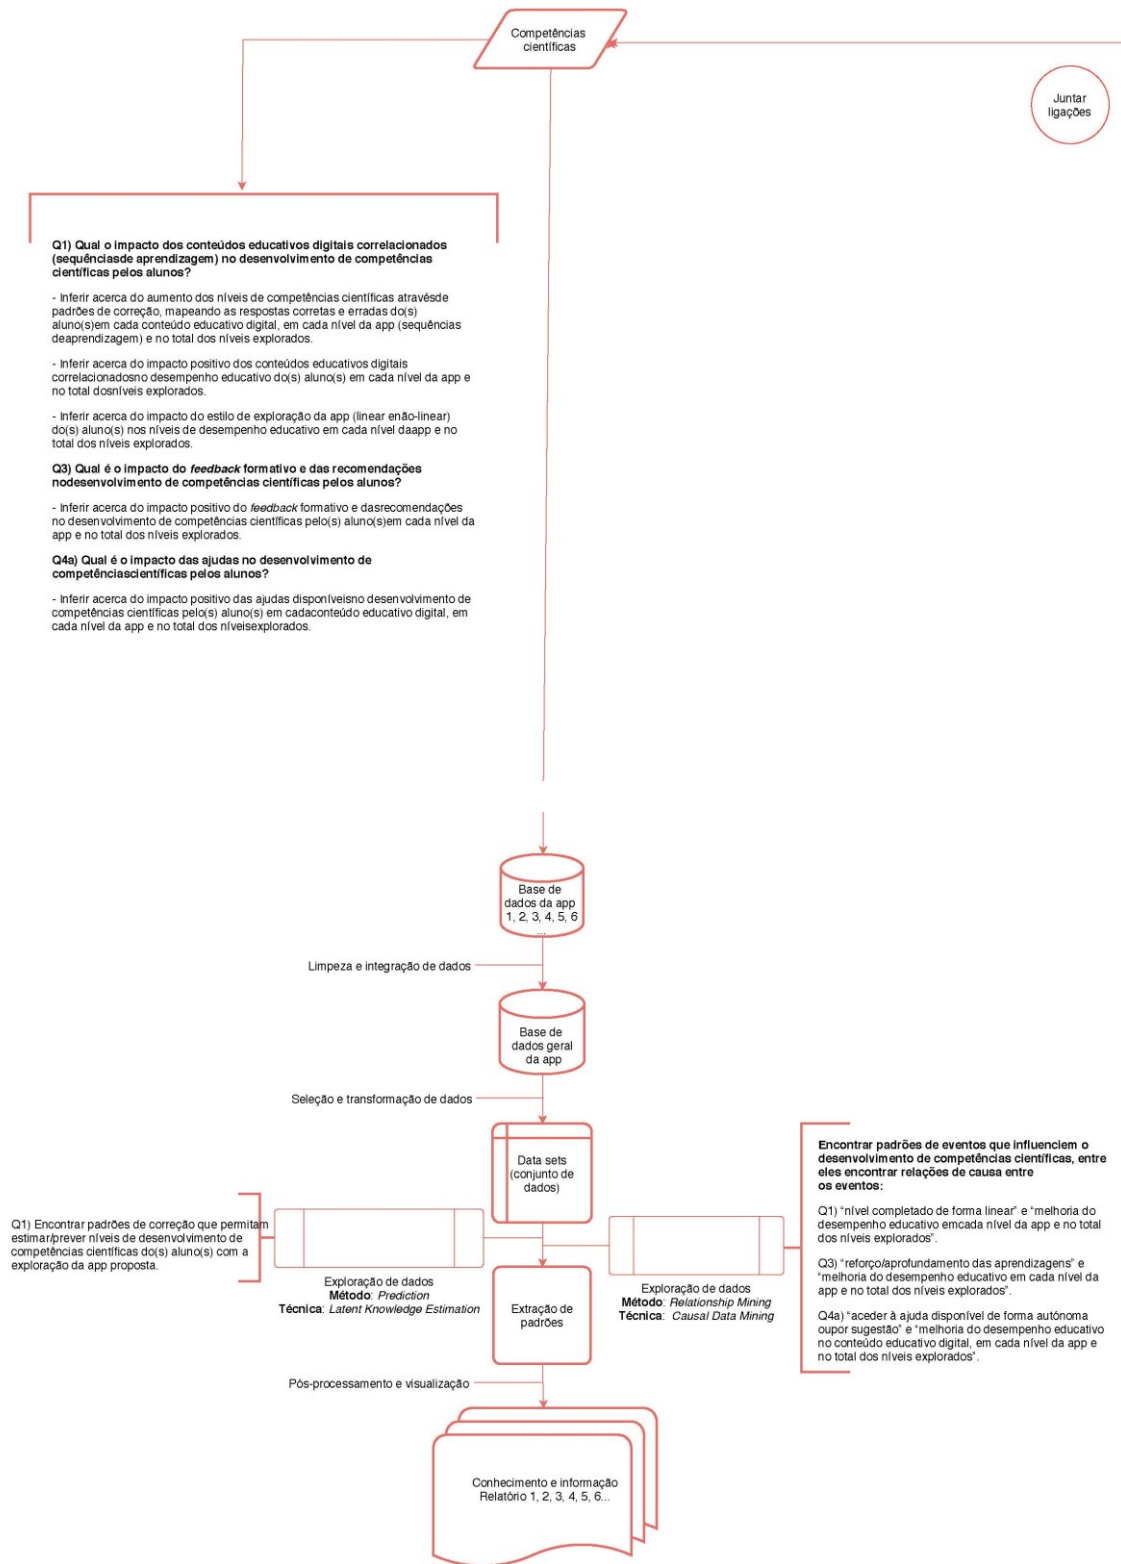 Competências
científicas
Juntar
ligações
Q1) Qual o impacto dos conteúdos educativos digitais correlacionados
(sequênciasde aprendizagem) no desenvolvimento de competências
científicas pelos alunos?
- Inferir acerca do aumento dos níveis de competências científicas atravésde
padrões de correção, mapeando as respostas corretas e erradas do(s)
aluno(s)em cada conteúdo educativo digital, em cada nível da app (sequências
deaprendizagem) e no total dos níveis explorados.
- Inferir acerca do impacto positivo dos conteúdos educativos digitais
correlacionadosno desempenho educativo do(s) aluno(s) em cada nível da app e
no total dosníveis explorados.
- Inferir acerca do impacto do estilo de exploração da app (linear enão-linear)
do(s) aluno(s) nos níveis de desempenho educativo em cada nível daapp e no
total dos níveis explorados.
Q3) Qual é o impacto do feedback formativo e das recomendações
nodesenvolvimento de competências científicas pelos alunos?
- Inferir acerca do impacto positivo do feedback formativo e dasrecomendações
no desenvolvimento de competências científicas pelo(s) aluno(s)em cada nível da
app e no total dos níveis explorados.
Q4a) Qual é o impacto das ajudas no desenvolvimento de
competênciascientíficas pelos alunos?
- Inferir acerca do impacto positivo das ajudas disponíveisno desenvolvimento de
competências científicas pelo(s) aluno(s) em cadaconteúdo educativo digital, em
cada nível da app e no total dos níveisexplorados.
Base de
dados da app
1, 2, 3, 4, 5, 6
...
Limpeza e integração de dados
Base de
dados geral
da app
Seleção e transformação de dados
Data sets
(conjunto de
dados)
Q1) Encontrar padrões de correção que permitam
estimar/prever níveis de desenvolvimento de
competências científicas do(s) aluno(s) com a
exploração da app proposta.
Exploração de dados
Método: Prediction
Técnica: Latent Knowledge Estimation
Extração de
padrões
Exploração de dados
Método: Relationship Mining
Técnica: Causal Data Mining
Encontrar padrões de eventos que influenciem o
desenvolvimento de competências científicas, entre
eles encontrar relações de causa entre
os eventos:
Q1) “nível completado de forma linear” e “melhoria do
desempenho educativo emcada nível da app e no total
dos níveis explorados”.
Q3) “reforço/aprofundamento das aprendizagens” e
“melhoria do desempenho educativo em cada nível da
app e no total dos níveis explorados”.
Q4a) “aceder à ajuda disponível de forma autónoma
oupor sugestão” e “melhoria do desempenho educativo
no conteúdo educativo digital, em cada nível da app e
no total dos níveis explorados”.
Pós-processamento e visualização
Conhecimento e informação
Relatório 1, 2, 3, 4, 5, 6...